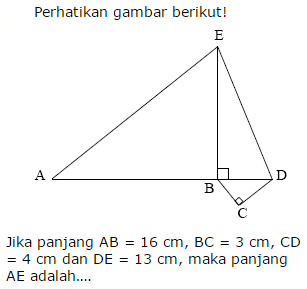 Perhatikan gambar berikut!
E
A
B
D
C
Jika panjang AB = 16 cm, BC = 3 cm, CD
= 4 cm dan DE = 13 cm, maka panjang
AE adalah....